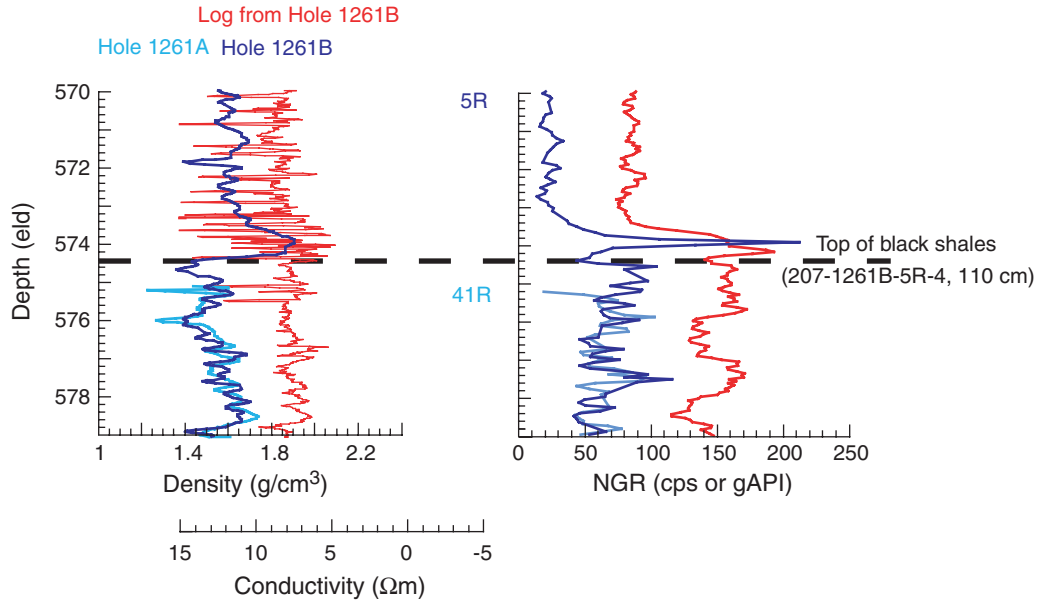 Log from Hole 1261B
Hole 1261A Hole 1261B
570
572
574
576
578
Depth (eld)
1 1.4 1.8 2.2
Density (g/cm³)
15 10 5 0 -5
Conductivity (Ωm)
5R
41R
Top of black shales
(207-1261B-5R-4, 110 cm)
0 50 100 150 200 250
NGR (cps or gAPI)